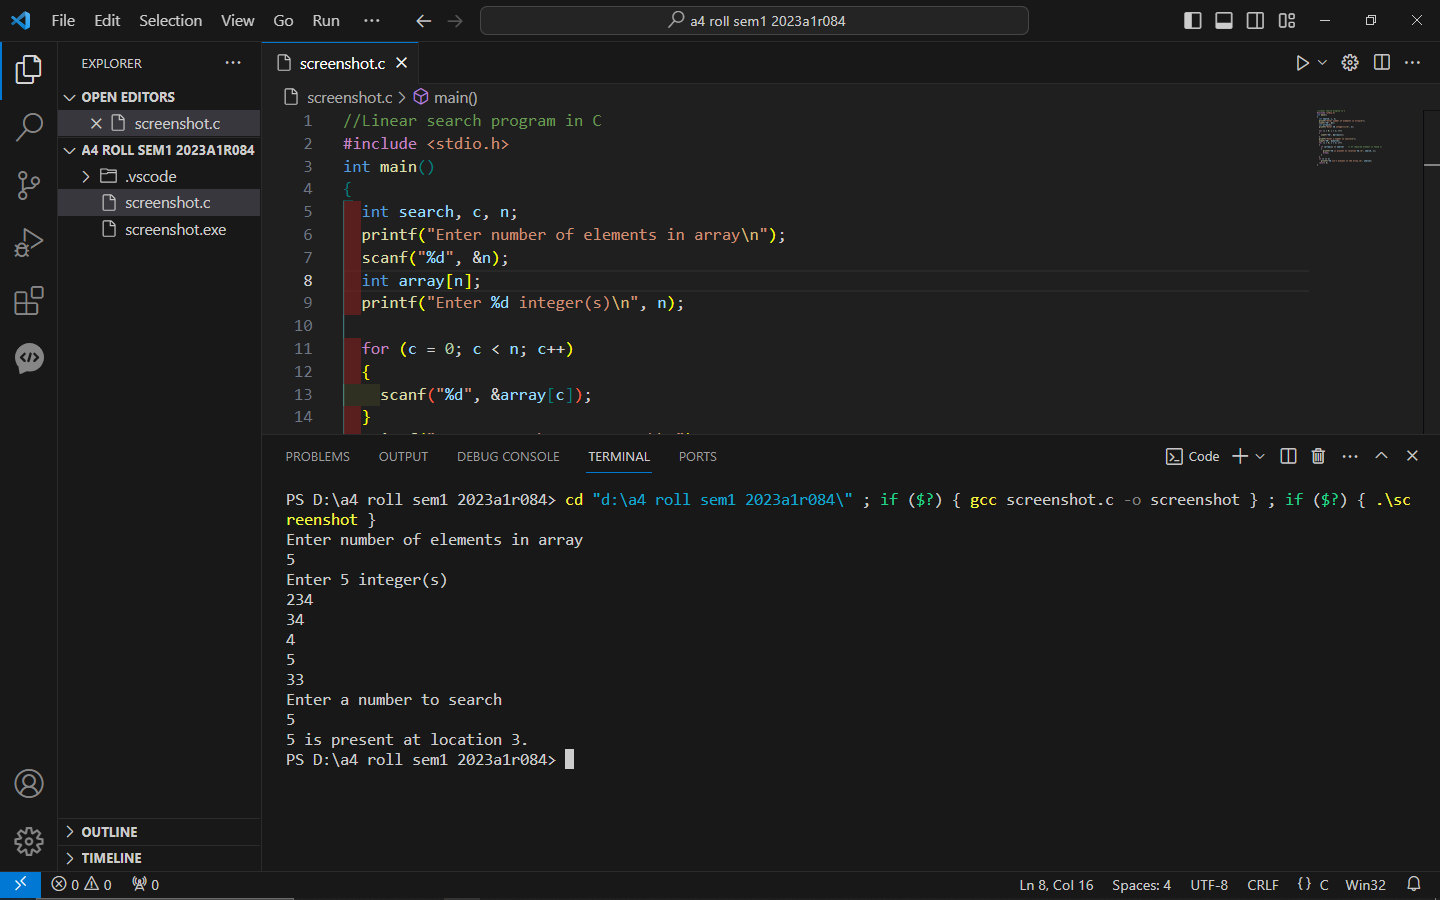 File Edit Selection View Go Run ··· a4 roll sem1 2023a1r084
EXPLORER ···
OPEN EDITORS
screenshot.c
A4 ROLL SEM1 2023A1R084
.vscode
screenshot.c
screenshot.exe
OUTLINE
TIMELINE
screenshot.c
screenshot.c > main()
1 //Linear search program in C
2 #include <stdio.h>
3 int main()
4 {
5 int search, c, n;
6 printf("Enter number of elements in array\n");
7 scanf("%d", &n);
8 int array[n];
9 printf("Enter %d integer(s)\n", n);
10
11 for (c = 0; c < n; c++)
12 {
13 scanf("%d", &array[c]);
14 }
PROBLEMS OUTPUT DEBUG CONSOLE TERMINAL PORTS Code
PS D:\a4 roll sem1 2023a1r084> cd "d:\a4 roll sem1 2023a1r084\" ; if ($?) { gcc screenshot.c -o screenshot } ; if ($?) { .\sc
reenshot }
Enter number of elements in array
5
Enter 5 integer(s)
234
34
4
5
33
Enter a number to search
5
5 is present at location 3.
PS D:\a4 roll sem1 2023a1r084>
0 0 0 Ln 8, Col 16 Spaces: 4 UTF-8 CRLF {} C Win32